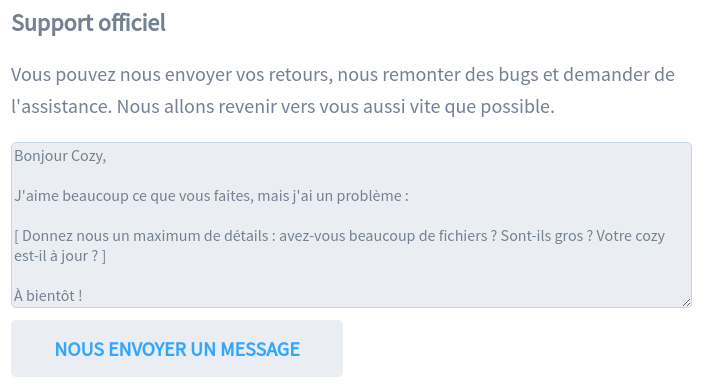 Support officiel
Vous pouvez nous envoyer vos retours, nous remonter des bugs et demander de
l'assistance. Nous allons revenir vers vous aussi vite que possible.
Bonjour Cozy,
J'aime beaucoup ce que vous faites, mais j'ai un problème :
[ Donnez nous un maximum de détails : avez-vous beaucoup de fichiers ? Sont-ils gros ? Votre cozy
est-il à jour ? ]
À bientôt !
NOUS ENVOYER UN MESSAGE